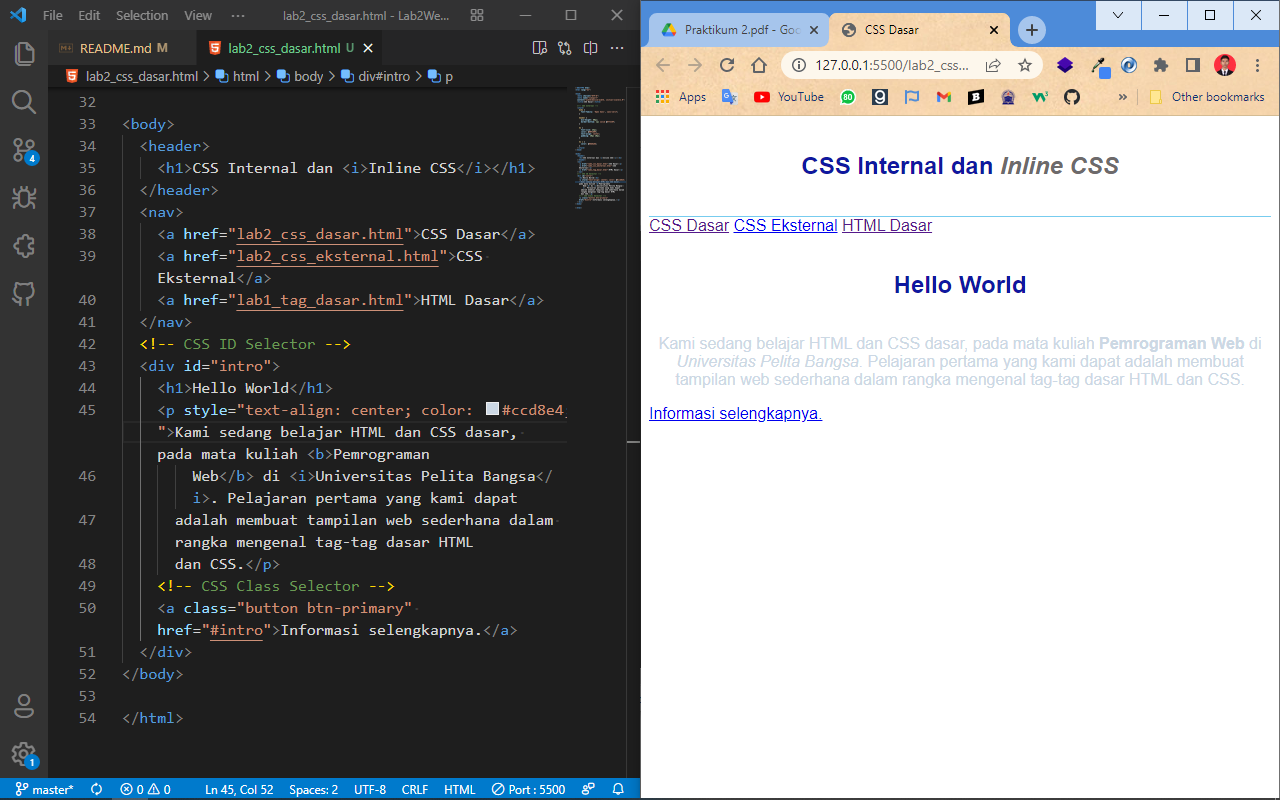 File Edit Selection View ··· lab2_css_dasar.html - Lab2We...
README.md M lab2_css_dasar.html U
lab2_css_dasar.html > html > body > div#intro > p
32
33 <body>
34 <header>
35 <h1>CSS Internal dan <i>Inline CSS</i></h1>
36 </header>
37 <nav>
38 <a href="lab2_css_dasar.html">CSS Dasar</a>
39 <a href="lab2_css_eksternal.html">CSS
Eksternal</a>
40 <a href="lab1_tag_dasar.html">HTML Dasar</a>
41 </nav>
42 <!-- CSS ID Selector -->
43 <div id="intro">
44 <h1>Hello World</h1>
45 <p style="text-align: center; color: #ccd8e4;
">Kami sedang belajar HTML dan CSS dasar,
pada mata kuliah <b>Pemrograman
46 Web</b> di <i>Universitas Pelita Bangsa</
i>. Pelajaran pertama yang kami dapat
47 adalah membuat tampilan web sederhana dalam
rangka mengenal tag-tag dasar HTML
48 dan CSS.</p>
49 <!-- CSS Class Selector -->
50 <a class="button btn-primary"
href="#intro">Informasi selengkapnya.</a>
51 </div>
52 </body>
53
54 </html>
4
1
master* 0 0 Ln 45, Col 52 Spaces: 2 UTF-8 CRLF HTML Port : 5500
Praktikum 2.pdf - Goo CSS Dasar
127.0.0.1:5500/lab2_css...
Apps YouTube 80 g M B » Other bookmarks
CSS Internal dan Inline CSS
CSS Dasar CSS Eksternal HTML Dasar
Hello World
Kami sedang belajar HTML dan CSS dasar, pada mata kuliah Pemrograman Web di
Universitas Pelita Bangsa. Pelajaran pertama yang kami dapat adalah membuat
tampilan web sederhana dalam rangka mengenal tag-tag dasar HTML dan CSS.
Informasi selengkapnya.